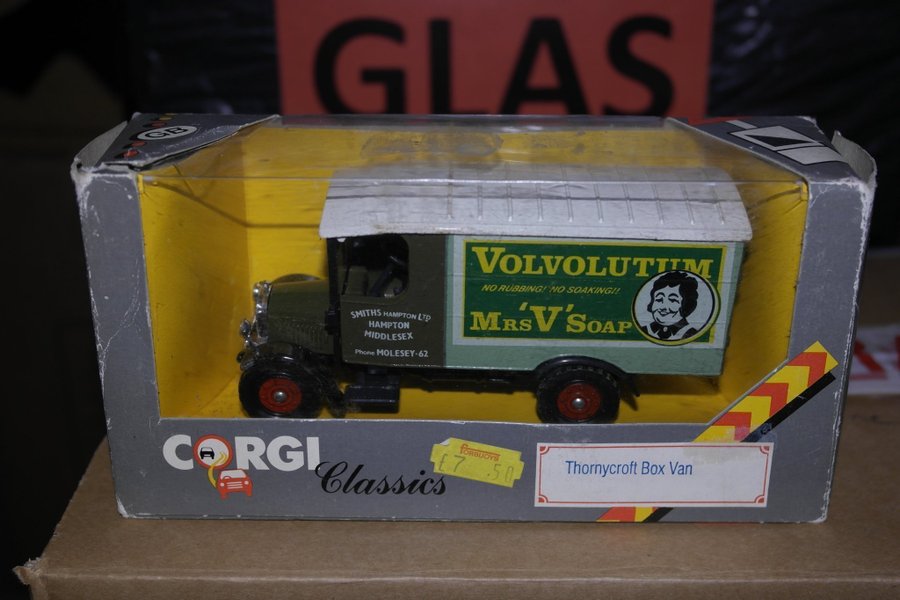 GLAS
GB
VOLVOLUTUM
NO RUBBING! NO SOAKING!!
MRS 'V' SOAP
SMITHS HAMPTON LTD
HAMPTON
MIDDLESEX
Phone MOLESEY-62
CORGI
Classics
FORBUOYS
£7.50
Thornycroft Box Van